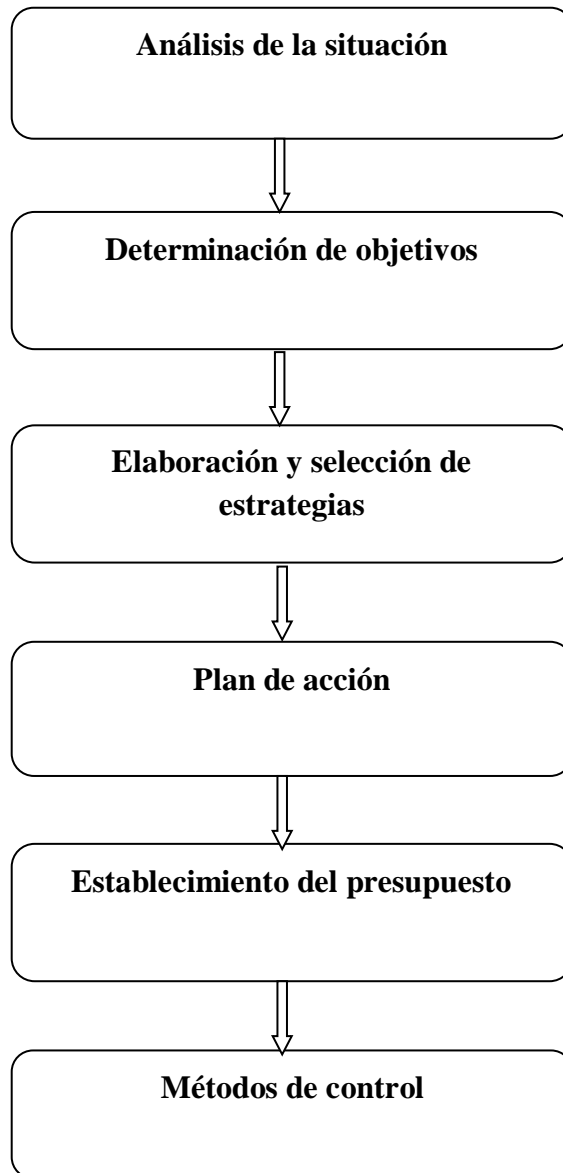 Análisis de la situación
Determinación de objetivos
Elaboración y selección de
estrategias
Plan de acción
Establecimiento del presupuesto
Métodos de control